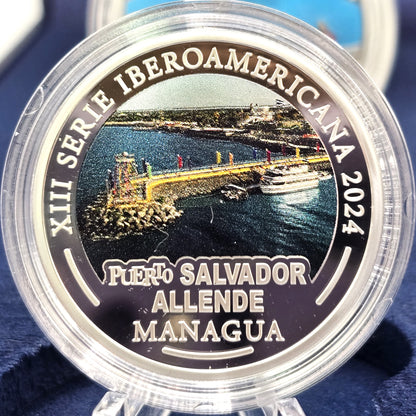 XIII SERIE IBEROAMERICANA 2024
PUERTO SALVADOR
ALLENDE
MANAGUA